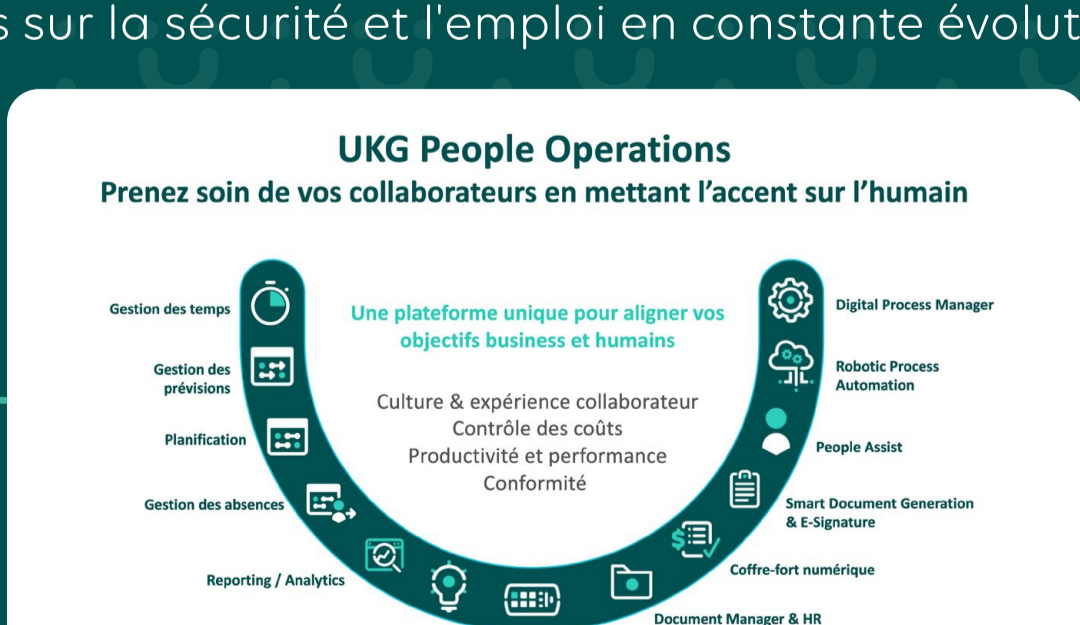 s sur la sécurité et l'emploi en constante évolut
UKG People Operations
Prenez soin de vos collaborateurs en mettant l’accent sur l’humain
Gestion des temps
Gestion des
prévisions
Planification
Gestion des absences
Reporting / Analytics
Une plateforme unique pour aligner vos
objectifs business et humains
Culture & expérience collaborateur
Contrôle des coûts
Productivité et performance
Conformité
Digital Process Manager
Robotic Process
Automation
People Assist
Smart Document Generation
& E-Signature
Coffre-fort numérique
Document Manager & HR